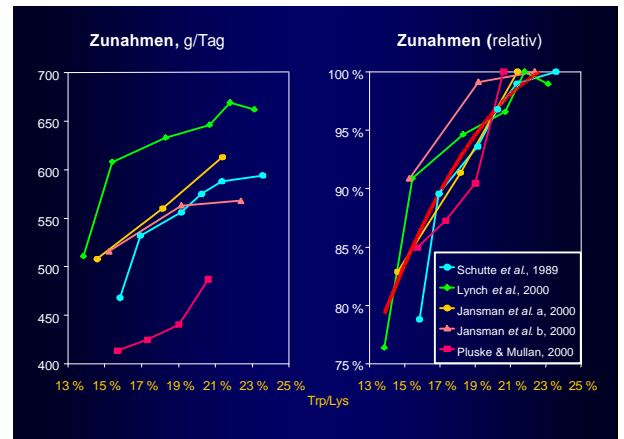 Zunahmen, g/Tag
700
650
600
550
500
450
400
13 % 15 % 17 % 19 % 21 % 23 % 25 %
Zunahmen (relativ)
100 %
95 %
90 %
85 %
80 %
75 %
13 % 15 % 17 % 19 % 21 % 23 % 25 %
Schutte et al., 1989
Lynch et al., 2000
Jansman et al. a, 2000
Jansman et al. b, 2000
Pluske & Mullan, 2000
Trp/Lys